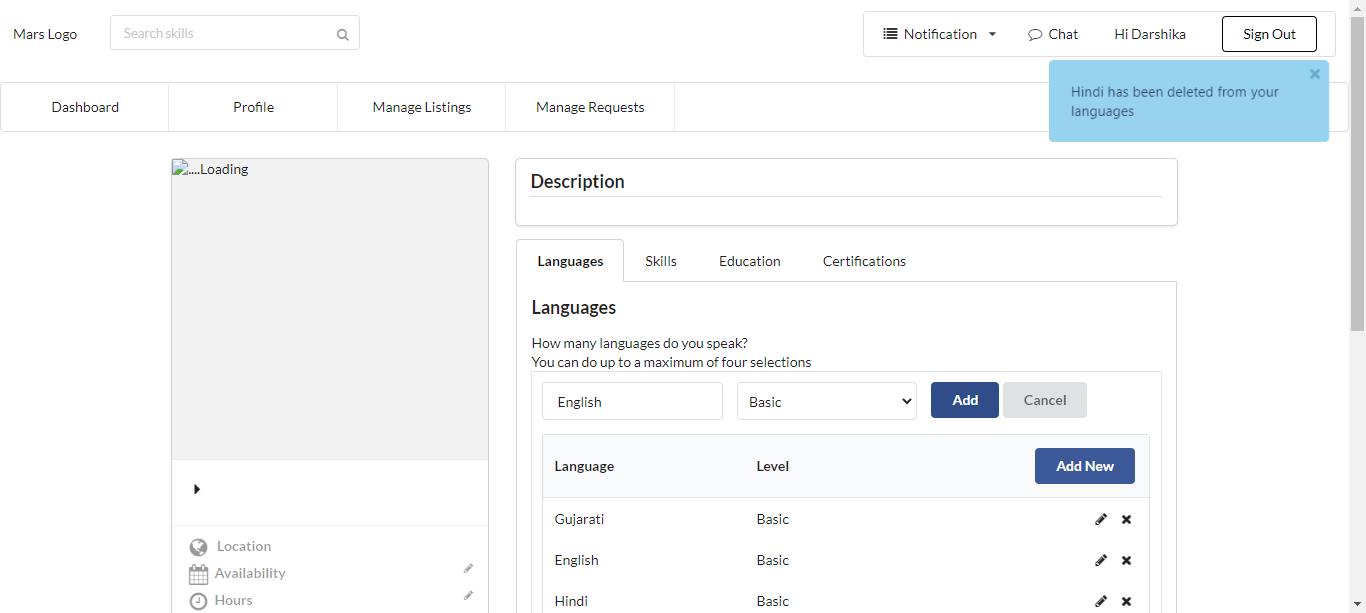 Mars Logo
Search skills
Notification
Chat
Hi Darshika
Sign Out
Dashboard
Profile
Manage Listings
Manage Requests
Hindi has been deleted from your
languages
....Loading
Location
Availability
Hours
Description
Languages
Skills
Education
Certifications
Languages
How many languages do you speak?
You can do up to a maximum of four selections
English
Basic
Add
Cancel
Language
Level
Add New
Gujarati
Basic
English
Basic
Hindi
Basic